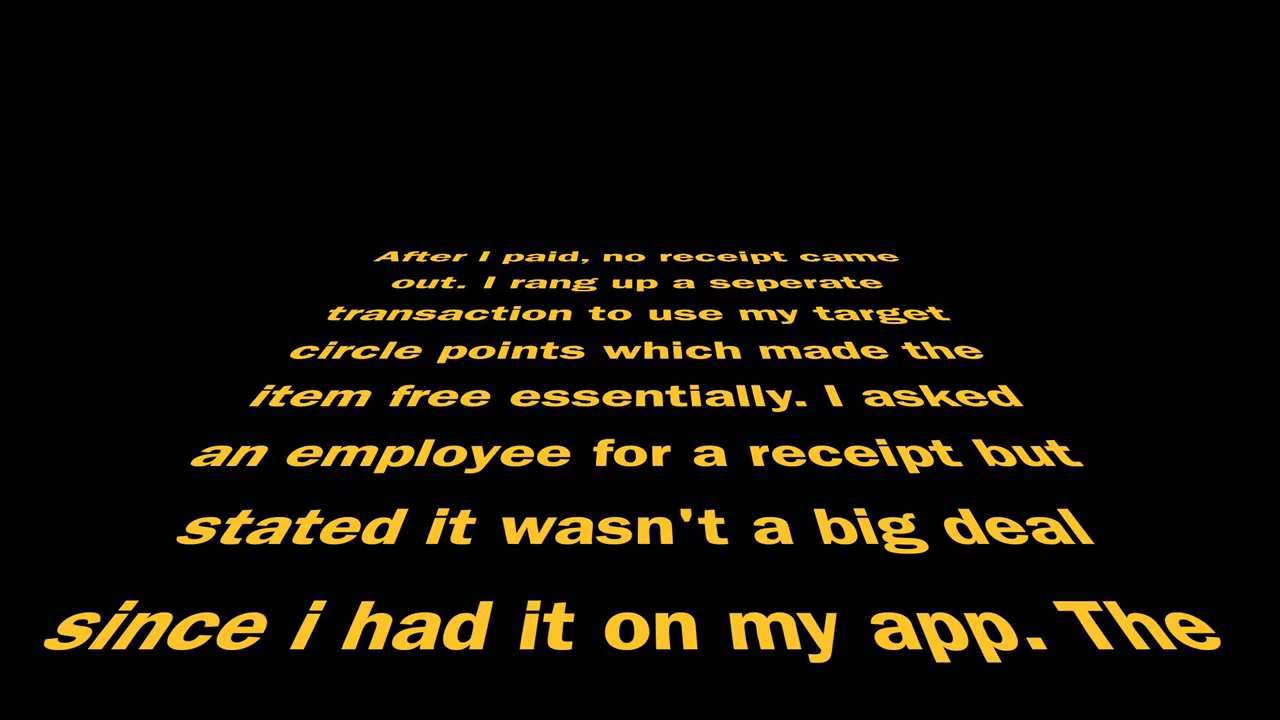 After I paid, no receipt came
out. I rang up a seperate
transaction to use my target
circle points which made the
item free essentially. I asked
an employee for a receipt but
stated it wasn't a big deal
since i had it on my app. The